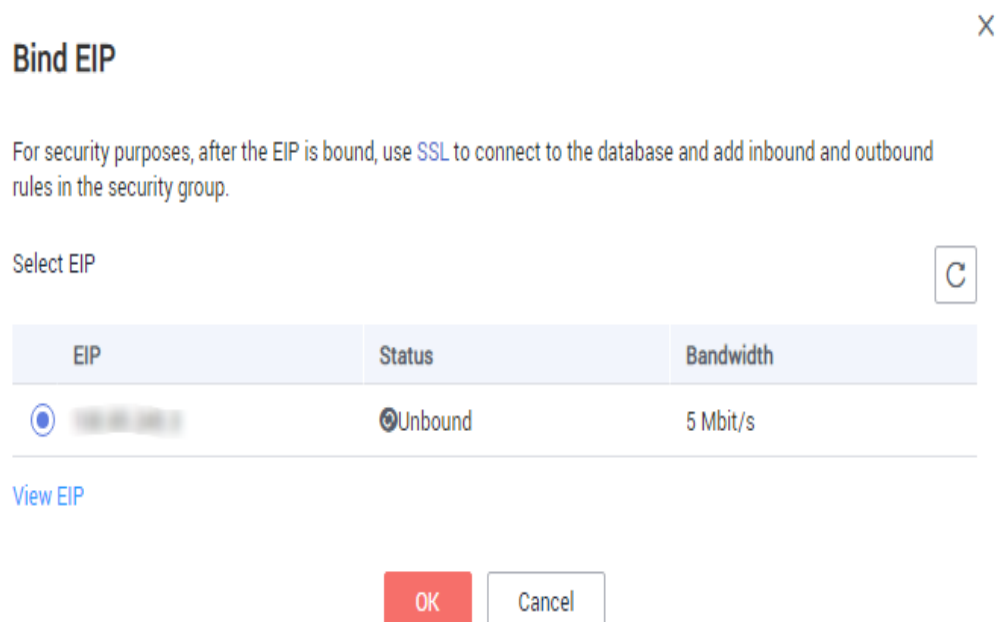 Bind EIP
For security purposes, after the EIP is bound, use SSL to connect to the database and add inbound and outbound
rules in the security group.
Select EIP
EIP Status Bandwidth
Unbound 5 Mbit/s
View EIP
OK Cancel